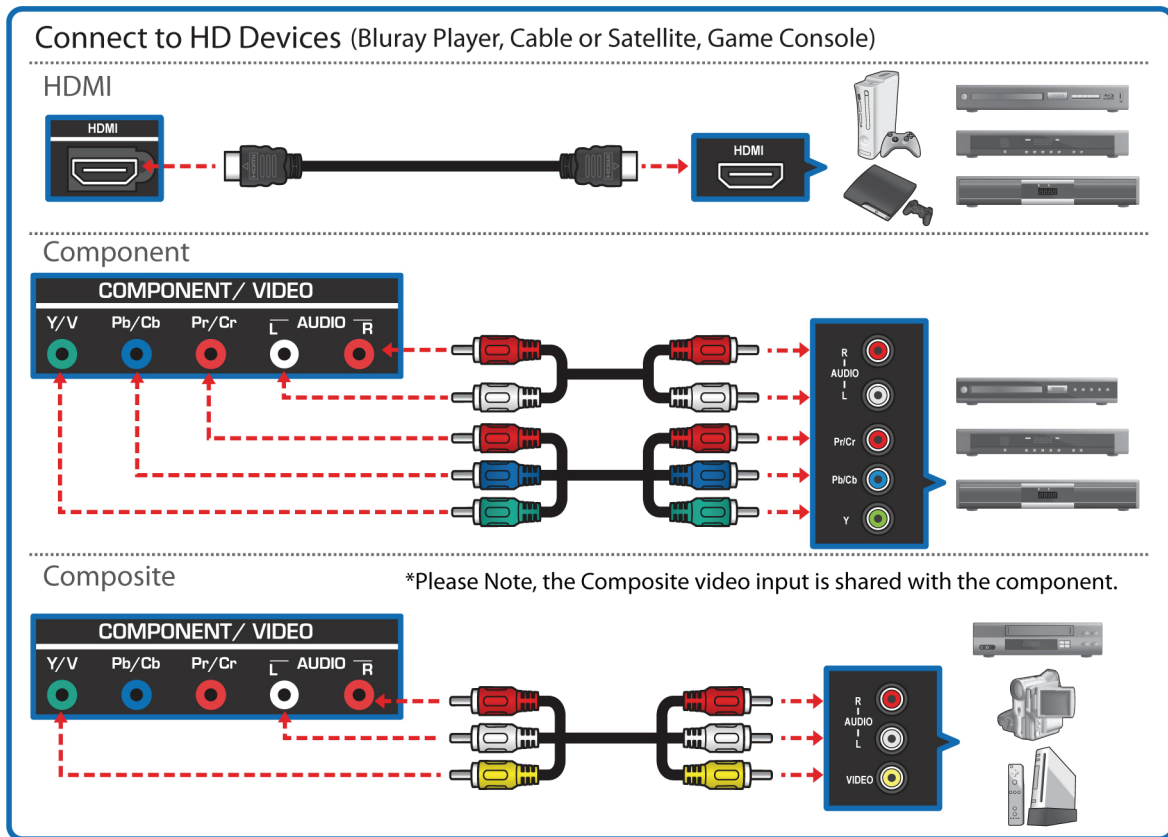 Connect to HD Devices (Bluray Player, Cable or Satellite, Game Console)
HDMI
HDMI
HDMI
Component
COMPONENT/ VIDEO
Y/V Pb/Cb Pr/Cr L AUDIO R
R
AUDIO
L
Pr/Cr
Pb/Cb
Y
Composite
*Please Note, the Composite video input is shared with the component.
COMPONENT/ VIDEO
Y/V Pb/Cb Pr/Cr L AUDIO R
R
AUDIO
L
VIDEO